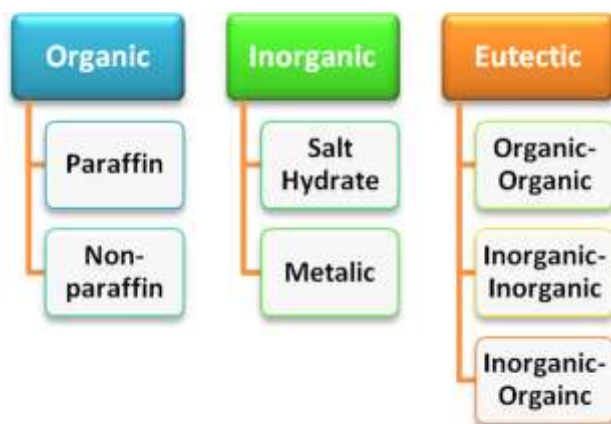 Organic
Paraffin
Non-
paraffin
Inorganic
Salt
Hydrate
Metalic
Eutectic
Organic-
Organic
Inorganic-
Inorganic
Inorganic-
Orgainc